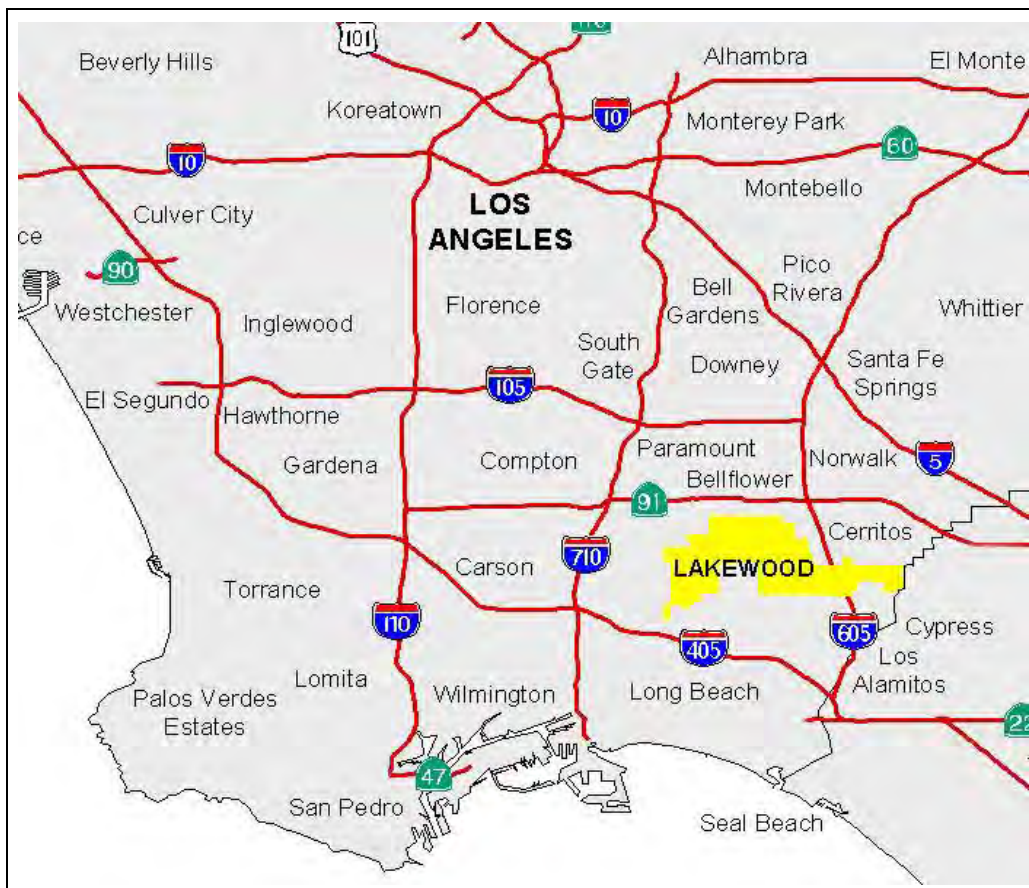 101
110
Beverly Hills
Alhambra
El Monte
Koreatown
10
Monterey Park
60
10
Montebello
LOS
ANGELES
Culver City
ce
90
Pico
Rivera
Bell
Gardens
Westchester
Florence
Inglewood
Whittier
South
Gate
Downey
Santa Fe
Springs
105
El Segundo
Hawthorne
Paramount
Gardena
Compton
Norwalk
5
Bellflower
91
Cerritos
710
Carson
LAKEWOOD
Torrance
110
605
Cypress
405
Los
Alamitos
Lomita
Wilmington
Long Beach
Palos Verdes
Estates
22
47
San Pedro
Seal Beach